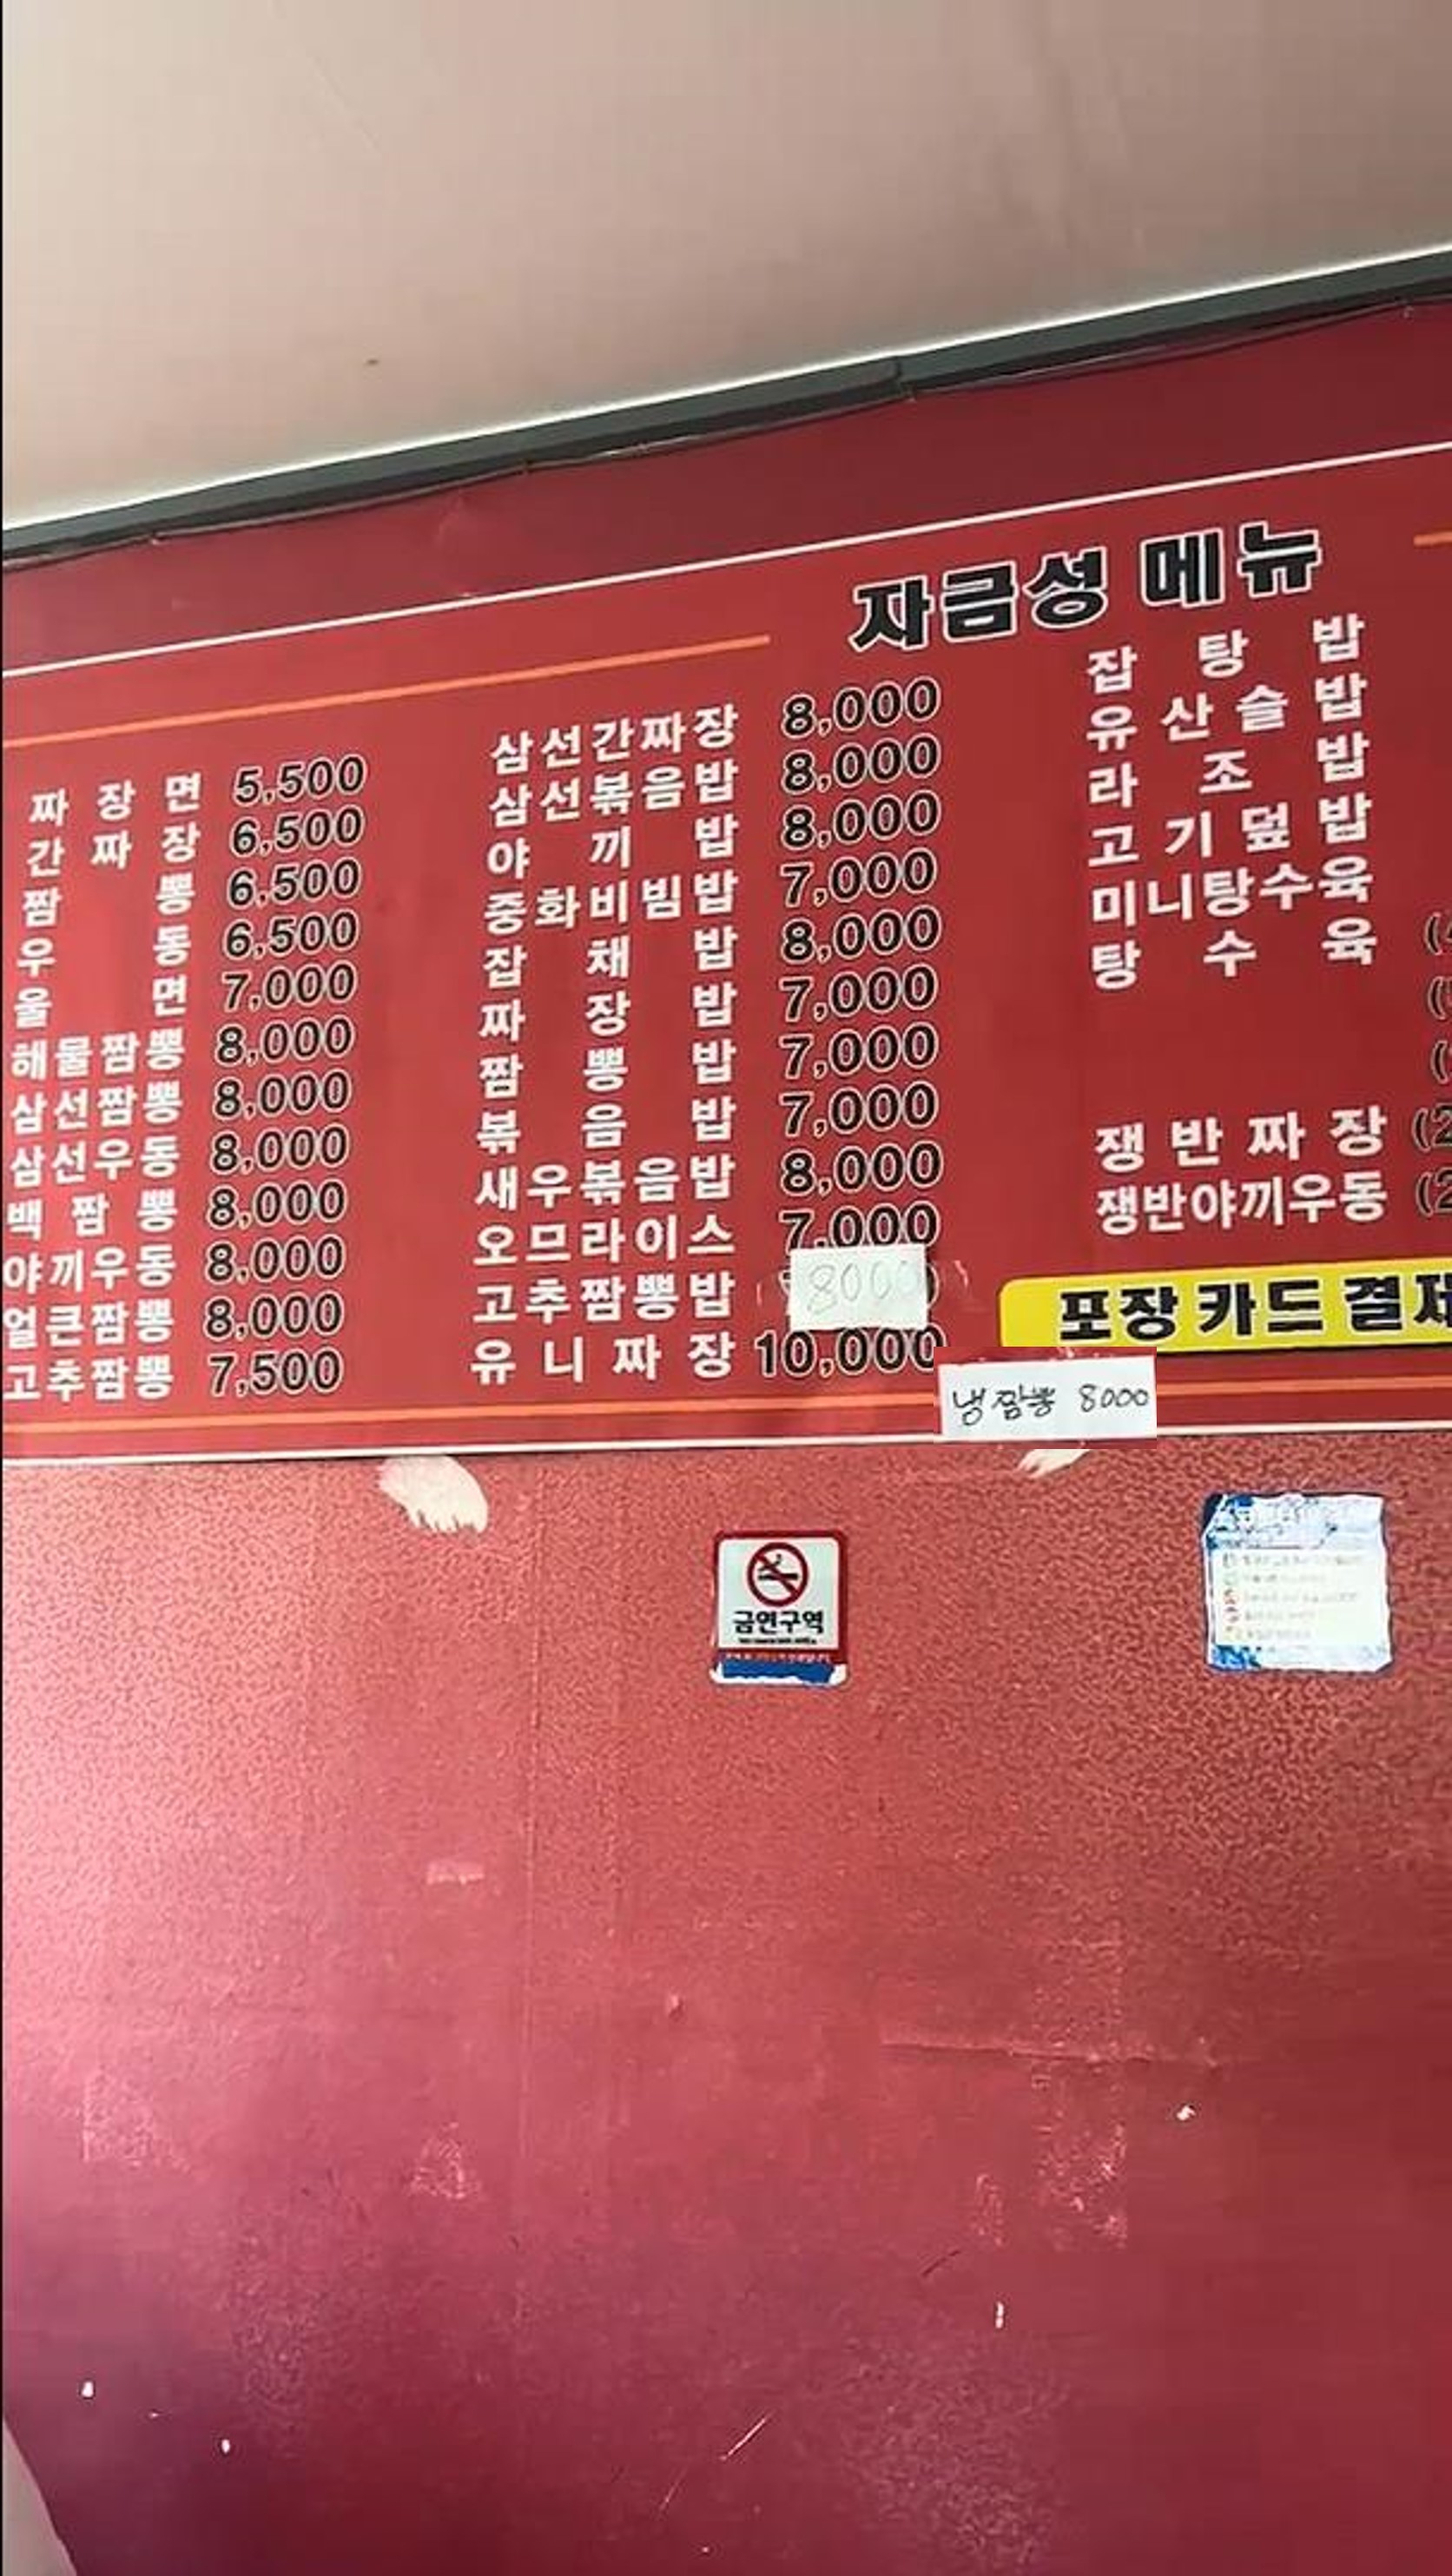 자금성 메뉴
짜장면 5,500
간짜장 6,500
짬뽕 6,500
우동 6,500
울면 7,000
해물짬뽕 8,000
삼선짬뽕 8,000
삼선우동 8,000
백짬뽕 8,000
야끼우동 8,000
얼큰짬뽕 8,000
고추짬뽕 7,500
삼선간짜장 8,000
삼선볶음밥 8,000
야끼밥 8,000
중화비빔밥 7,000
잡채밥 8,000
짜장밥 7,000
짬뽕밥 7,000
볶음밥 7,000
새우볶음밥 8,000
오므라이스 7,000
고추짬뽕밥 8000
유니짜장 10,000
냉짬뽕 8000
잡탕밥
유산슬밥
라조밥
고기덮밥
미니탕수육
탕수육
쟁반짜장 (2
쟁반야끼우동 (2
포장 카드 결제
금연구역